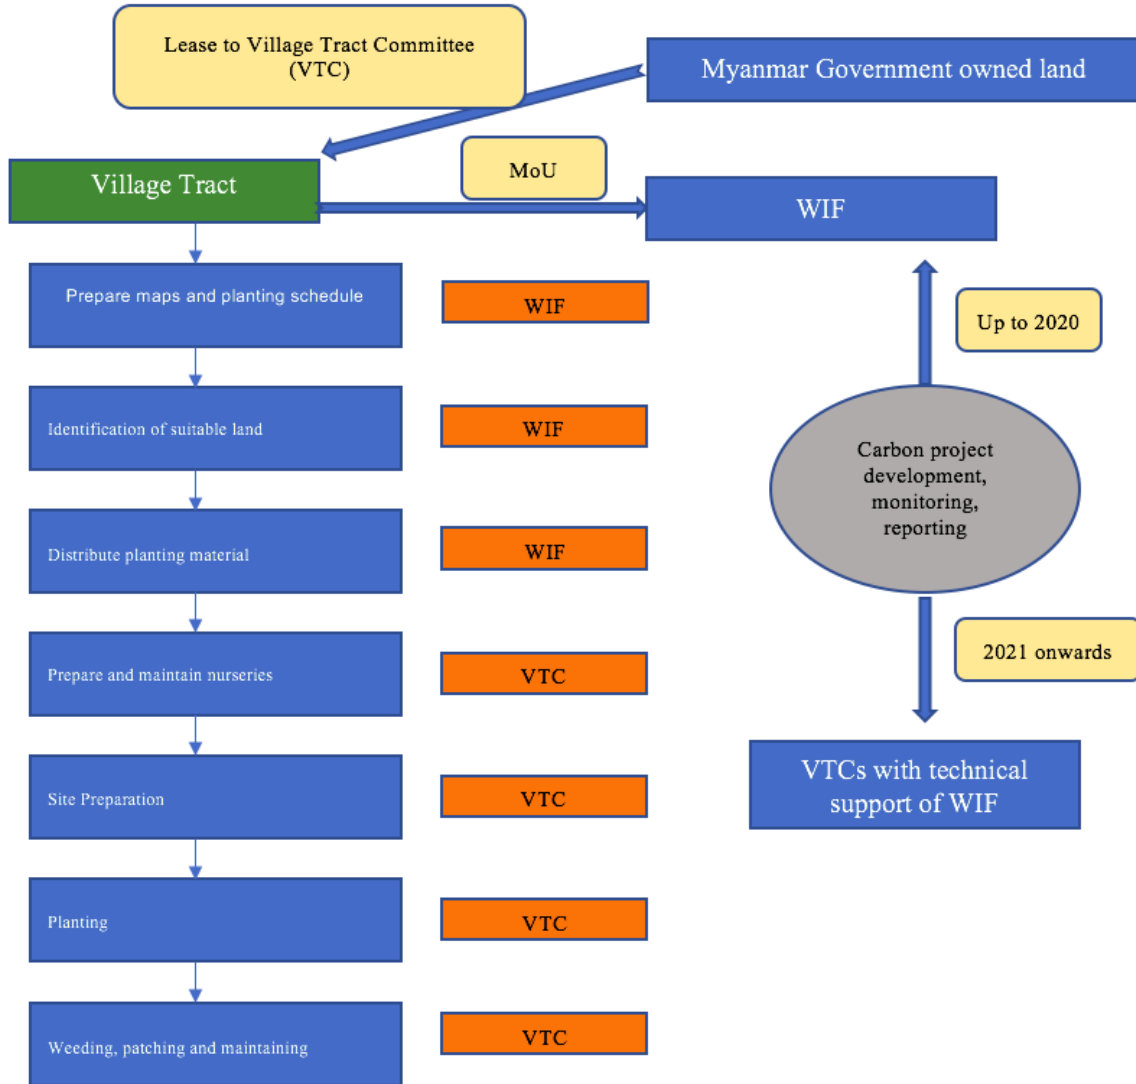 Lease to Village Tract Committee
(VTC)
Myanmar Government owned land
MoU
Village Tract
WIF
Prepare maps and planting schedule
WIF
Up to 2020
Identification of suitable land
WIF
Carbon project
development,
monitoring,
reporting
Distribute planting material
WIF
Prepare and maintain nurseries
VTC
2021 onwards
Site Preparation
VTC
VTCs with technical
support of WIF
Planting
VTC
Weeding, patching and maintaining
VTC